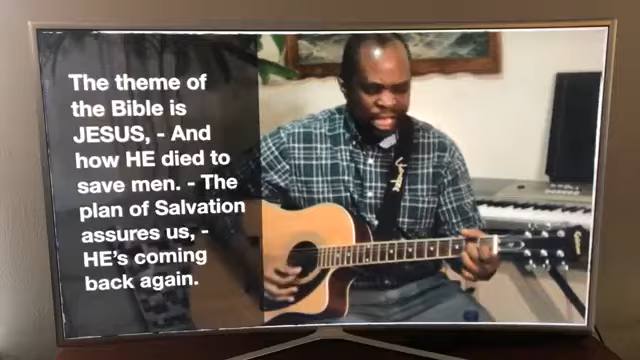 The theme of
the Bible is
JESUS, - And
how HE died to
save men. - The
plan of Salvation
assures us, -
HE's coming
back again.